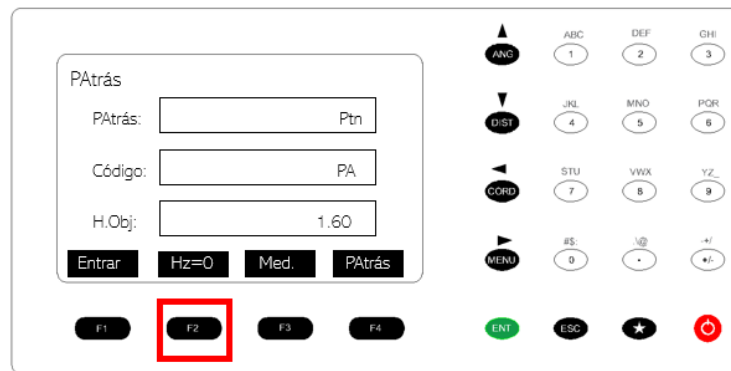 PAtrás
PAtrás: Ptn
Código: PA
H.Obj: 1.60
Entrar Hz=0 Med. PAtrás
F1 F2 F3 F4
ABC DEF GHI
ANG 1 2 3
JKL MNO PQR
DIST 4 5 6
STU VWX YZ_
CORD 7 8 9
#$: .\@ -+/
MENU 0 . +/-
ENT ESC